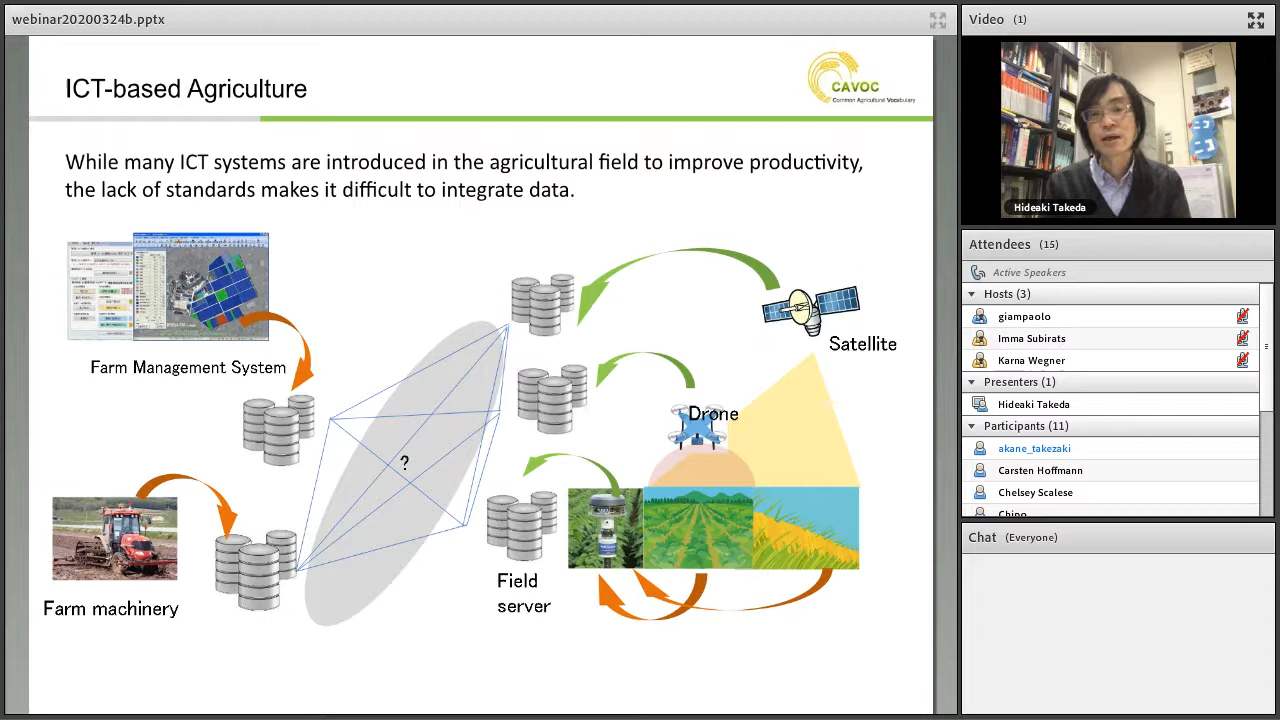 webinar20200324b.pptx
ICT-based Agriculture
CAVOC
Common Agricultural Vocabulary
While many ICT systems are introduced in the agricultural field to improve productivity,
the lack of standards makes it difficult to integrate data.
Farm Management System
?
Satellite
Drone
Farm machinery
Field
server
Video (1)
Hideaki Takeda
Attendees (15)
Active Speakers
Hosts (3)
giampaolo
Imma Subirats
Karna Wegner
Presenters (1)
Hideaki Takeda
Participants (11)
akane_takezaki
Carsten Hoffmann
Chelsey Scalese
Chat (Everyone)